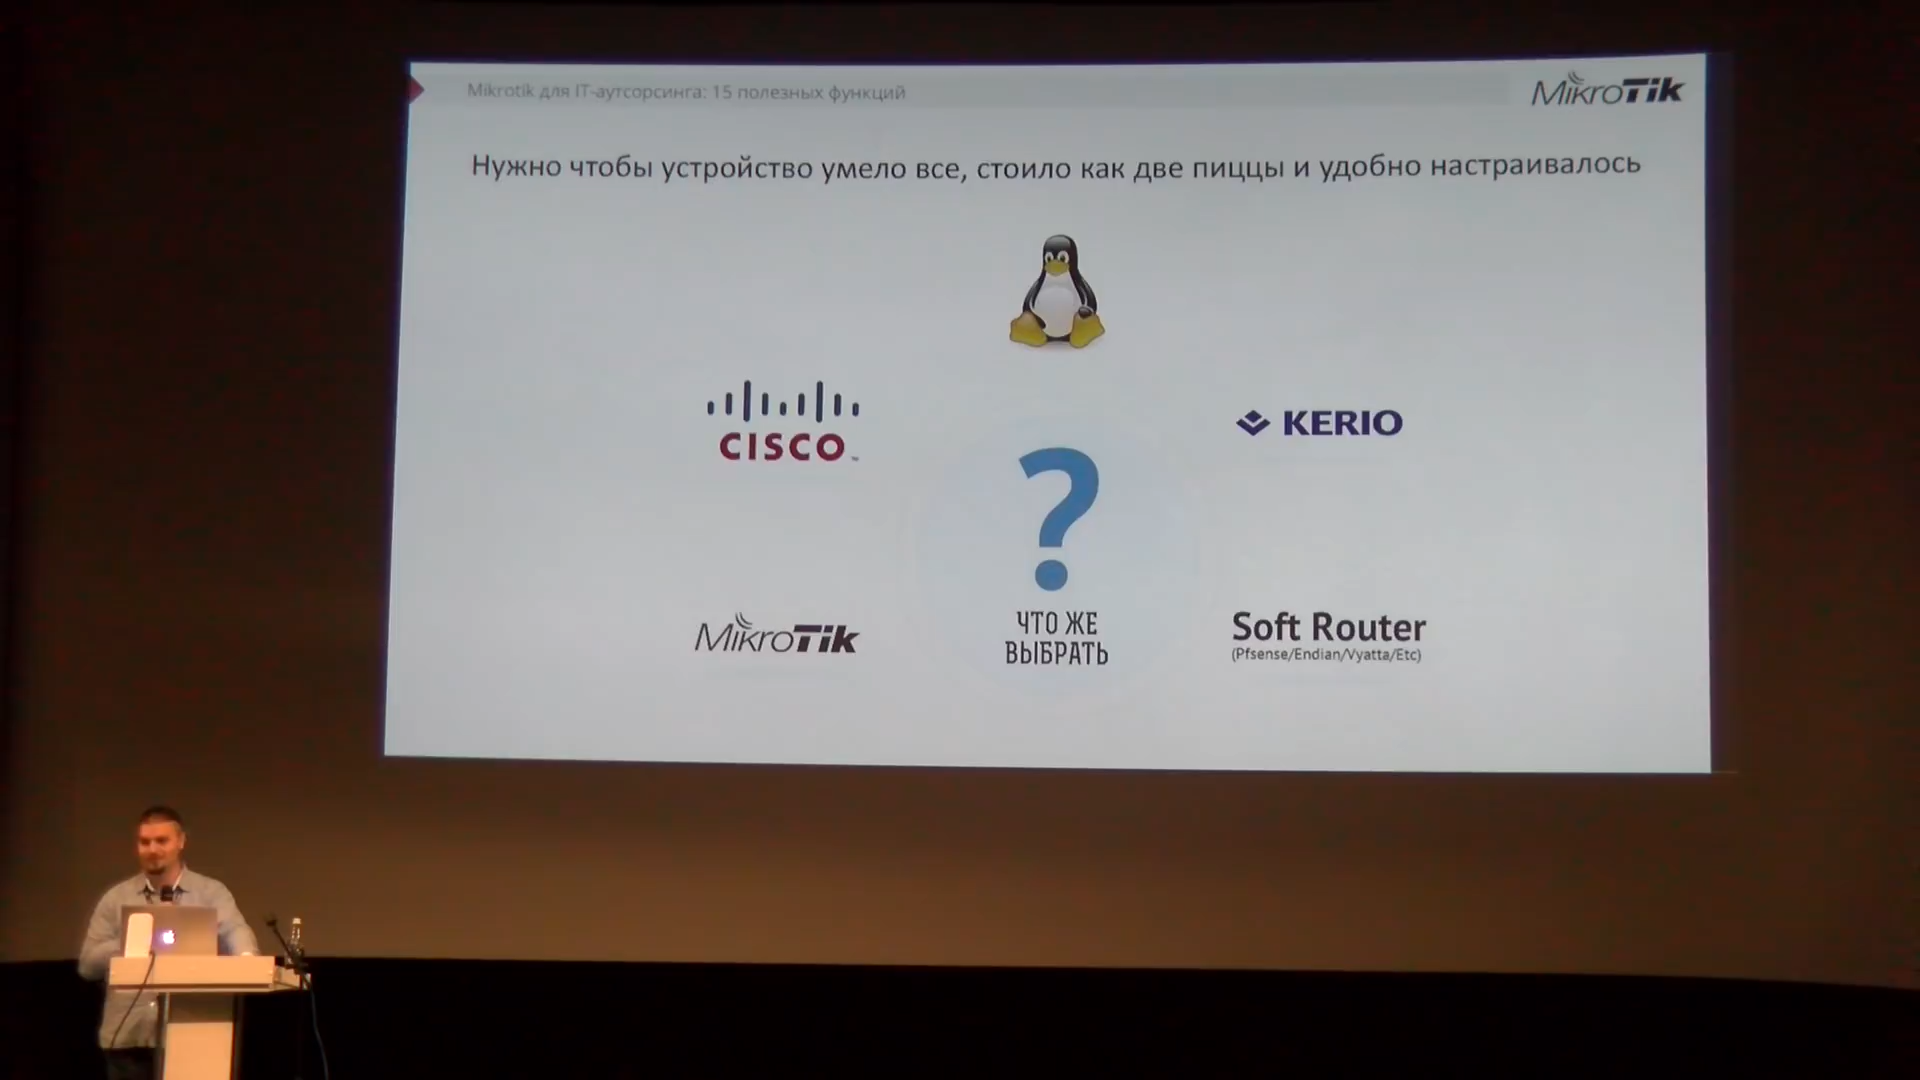 Mikrotik для IT-аутсорсинга: 15 полезных функций
MikroTik
Нужно чтобы устройство умело все, стоило как две пиццы и удобно настраивалось
CISCO
KERIO
?
MikroTik
ЧТО ЖЕ
ВЫБРАТЬ
Soft Router
(Pfsense/Endian/Vyatta/Etc)